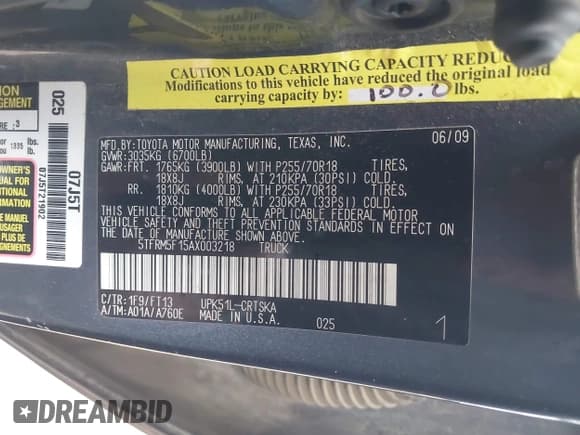 CAUTION LOAD CARRYING CAPACITY REDUC
Modifications to this vehicle have reduced the original load
carrying capacity by 100.0 lbs.
025
07J5T
07J5T21902
MFD.BY:TOYOTA MOTOR MANUFACTURING, TEXAS, INC. 06/09
GVWR:3035KG (6700LB)
GAWR:FRT. 1765KG (3900LB) WITH P255/70R18 TIRES,
18X8J RIMS, AT 210KPA (30PSI) COLD.
RR. 1810KG (4000LB) WITH P255/70R18 TIRES,
18X8J RIMS, AT 230KPA (33PSI) COLD.
THIS VEHICLE CONFORMS TO ALL APPLICABLE FEDERAL MOTOR
VEHICLE SAFETY AND THEFT PREVENTION STANDARDS IN EFFECT
ON THE DATE OF MANUFACTURE SHOWN ABOVE.
5TFRM5F15AX003218 TRUCK
C/TR:1F9/FT13 UPK51L-CRTSKA
A/TM:A01A/A760E MADE IN U.S.A. 025 1
DREAMBID